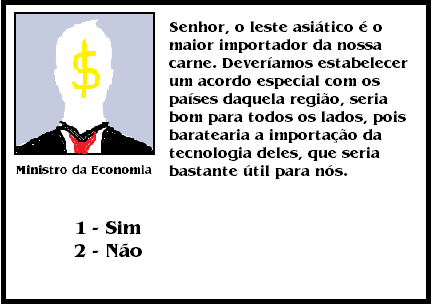 Senhor, o leste asiático é o
maior importador da nossa
carne. Deveríamos estabelecer
um acordo especial com os
países daquela região, seria
bom para todos os lados, pois
baratearia a importação da
tecnologia deles, que seria
bastante útil para nós.
$
Ministro da Economia
1 - Sim
2 - Não